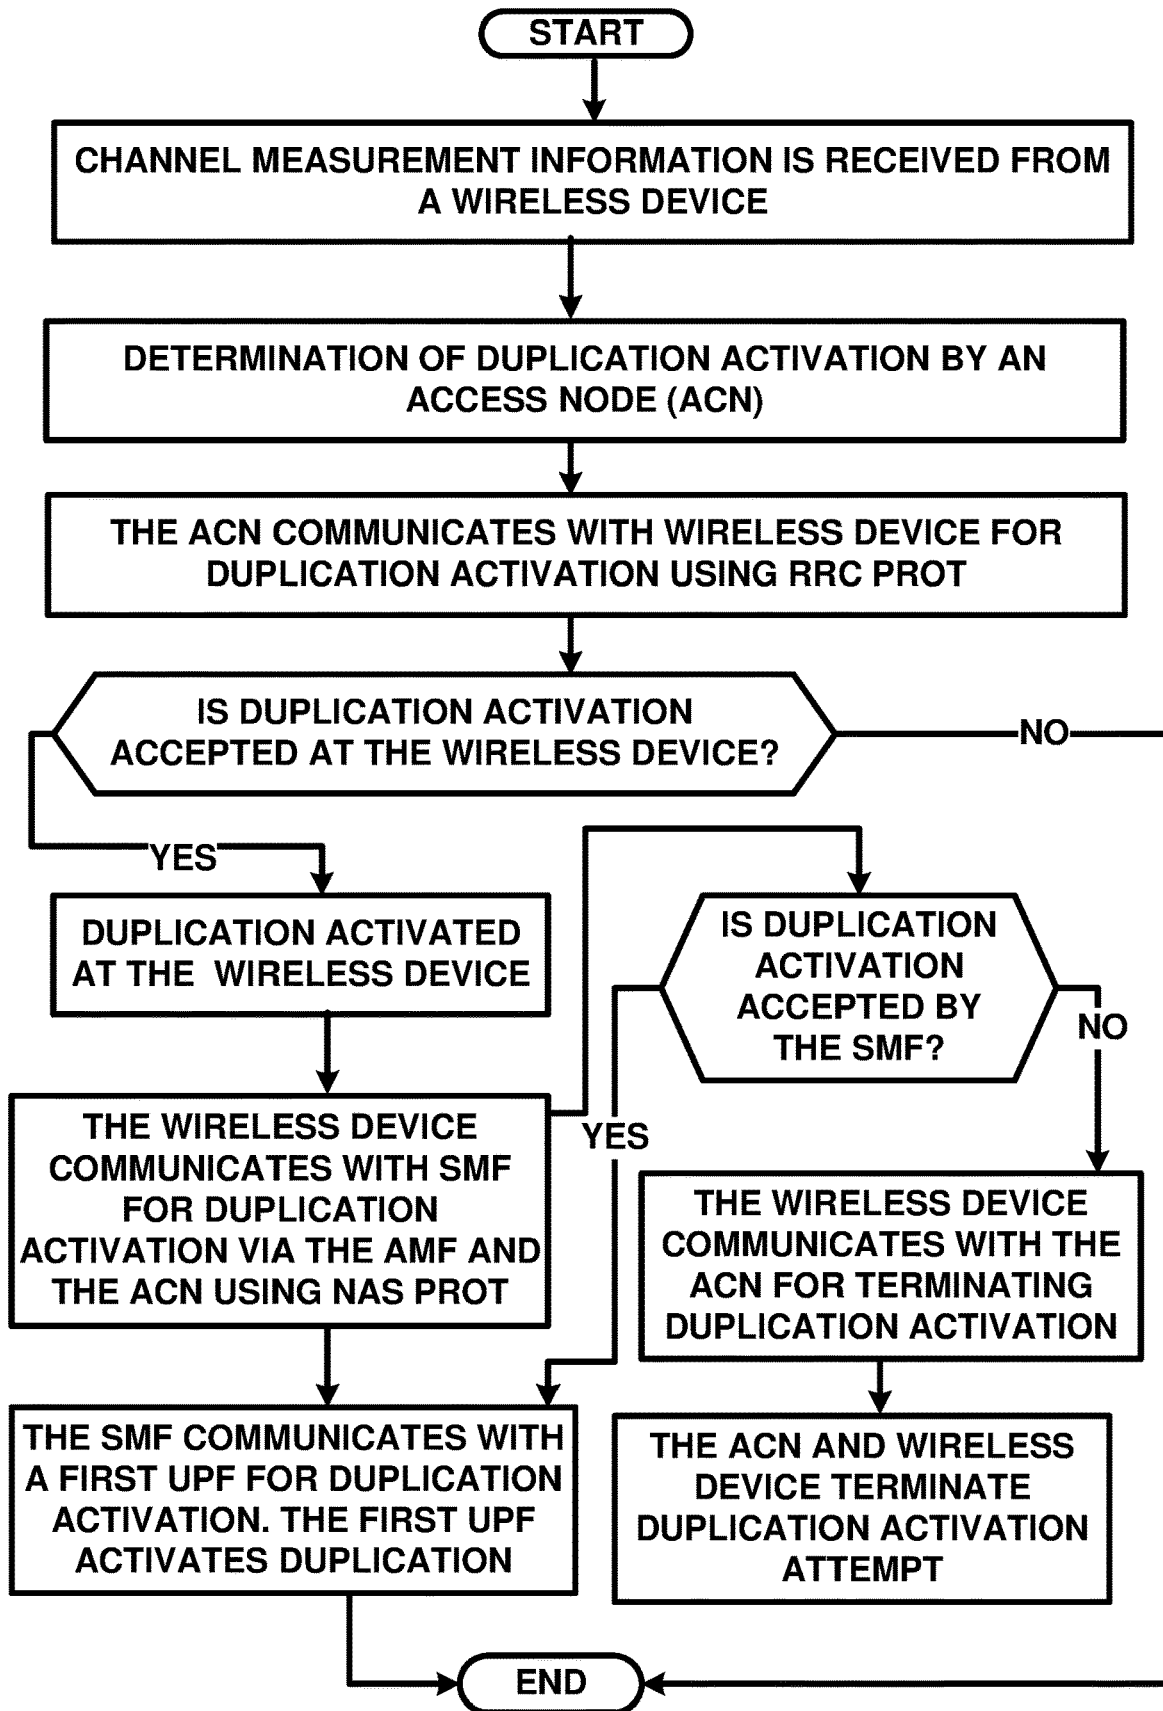 START
CHANNEL MEASUREMENT INFORMATION IS RECEIVED FROM
A WIRELESS DEVICE
DETERMINATION OF DUPLICATION ACTIVATION BY AN
ACCESS NODE (ACN)
THE ACN COMMUNICATES WITH WIRELESS DEVICE FOR
DUPLICATION ACTIVATION USING RRC PROT
IS DUPLICATION ACTIVATION
ACCEPTED AT THE WIRELESS DEVICE?
NO
YES
DUPLICATION ACTIVATED
AT THE WIRELESS DEVICE
IS DUPLICATION
ACTIVATION
ACCEPTED BY
THE SMF?
NO
YES
THE WIRELESS DEVICE
COMMUNICATES WITH SMF
FOR DUPLICATION
ACTIVATION VIA THE AMF AND
THE ACN USING NAS PROT
THE WIRELESS DEVICE
COMMUNICATES WITH THE
ACN FOR TERMINATING
DUPLICATION ACTIVATION
THE SMF COMMUNICATES WITH
A FIRST UPF FOR DUPLICATION
ACTIVATION. THE FIRST UPF
ACTIVATES DUPLICATION
THE ACN AND WIRELESS
DEVICE TERMINATE
DUPLICATION ACTIVATION
ATTEMPT
END